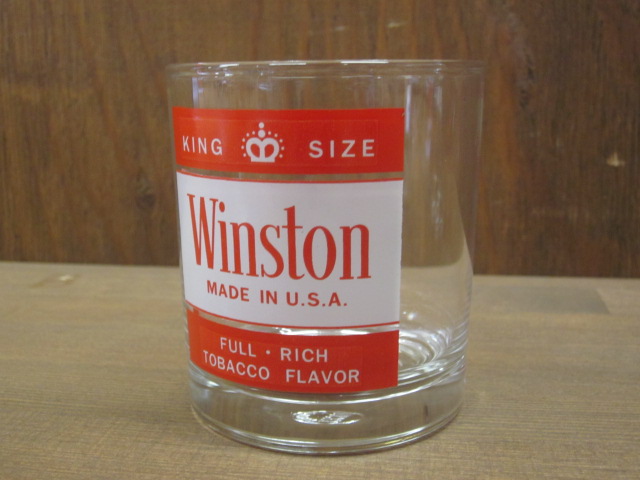 KING SIZE
Winston
MADE IN U.S.A.
FULL · RICH
TOBACCO FLAVOR